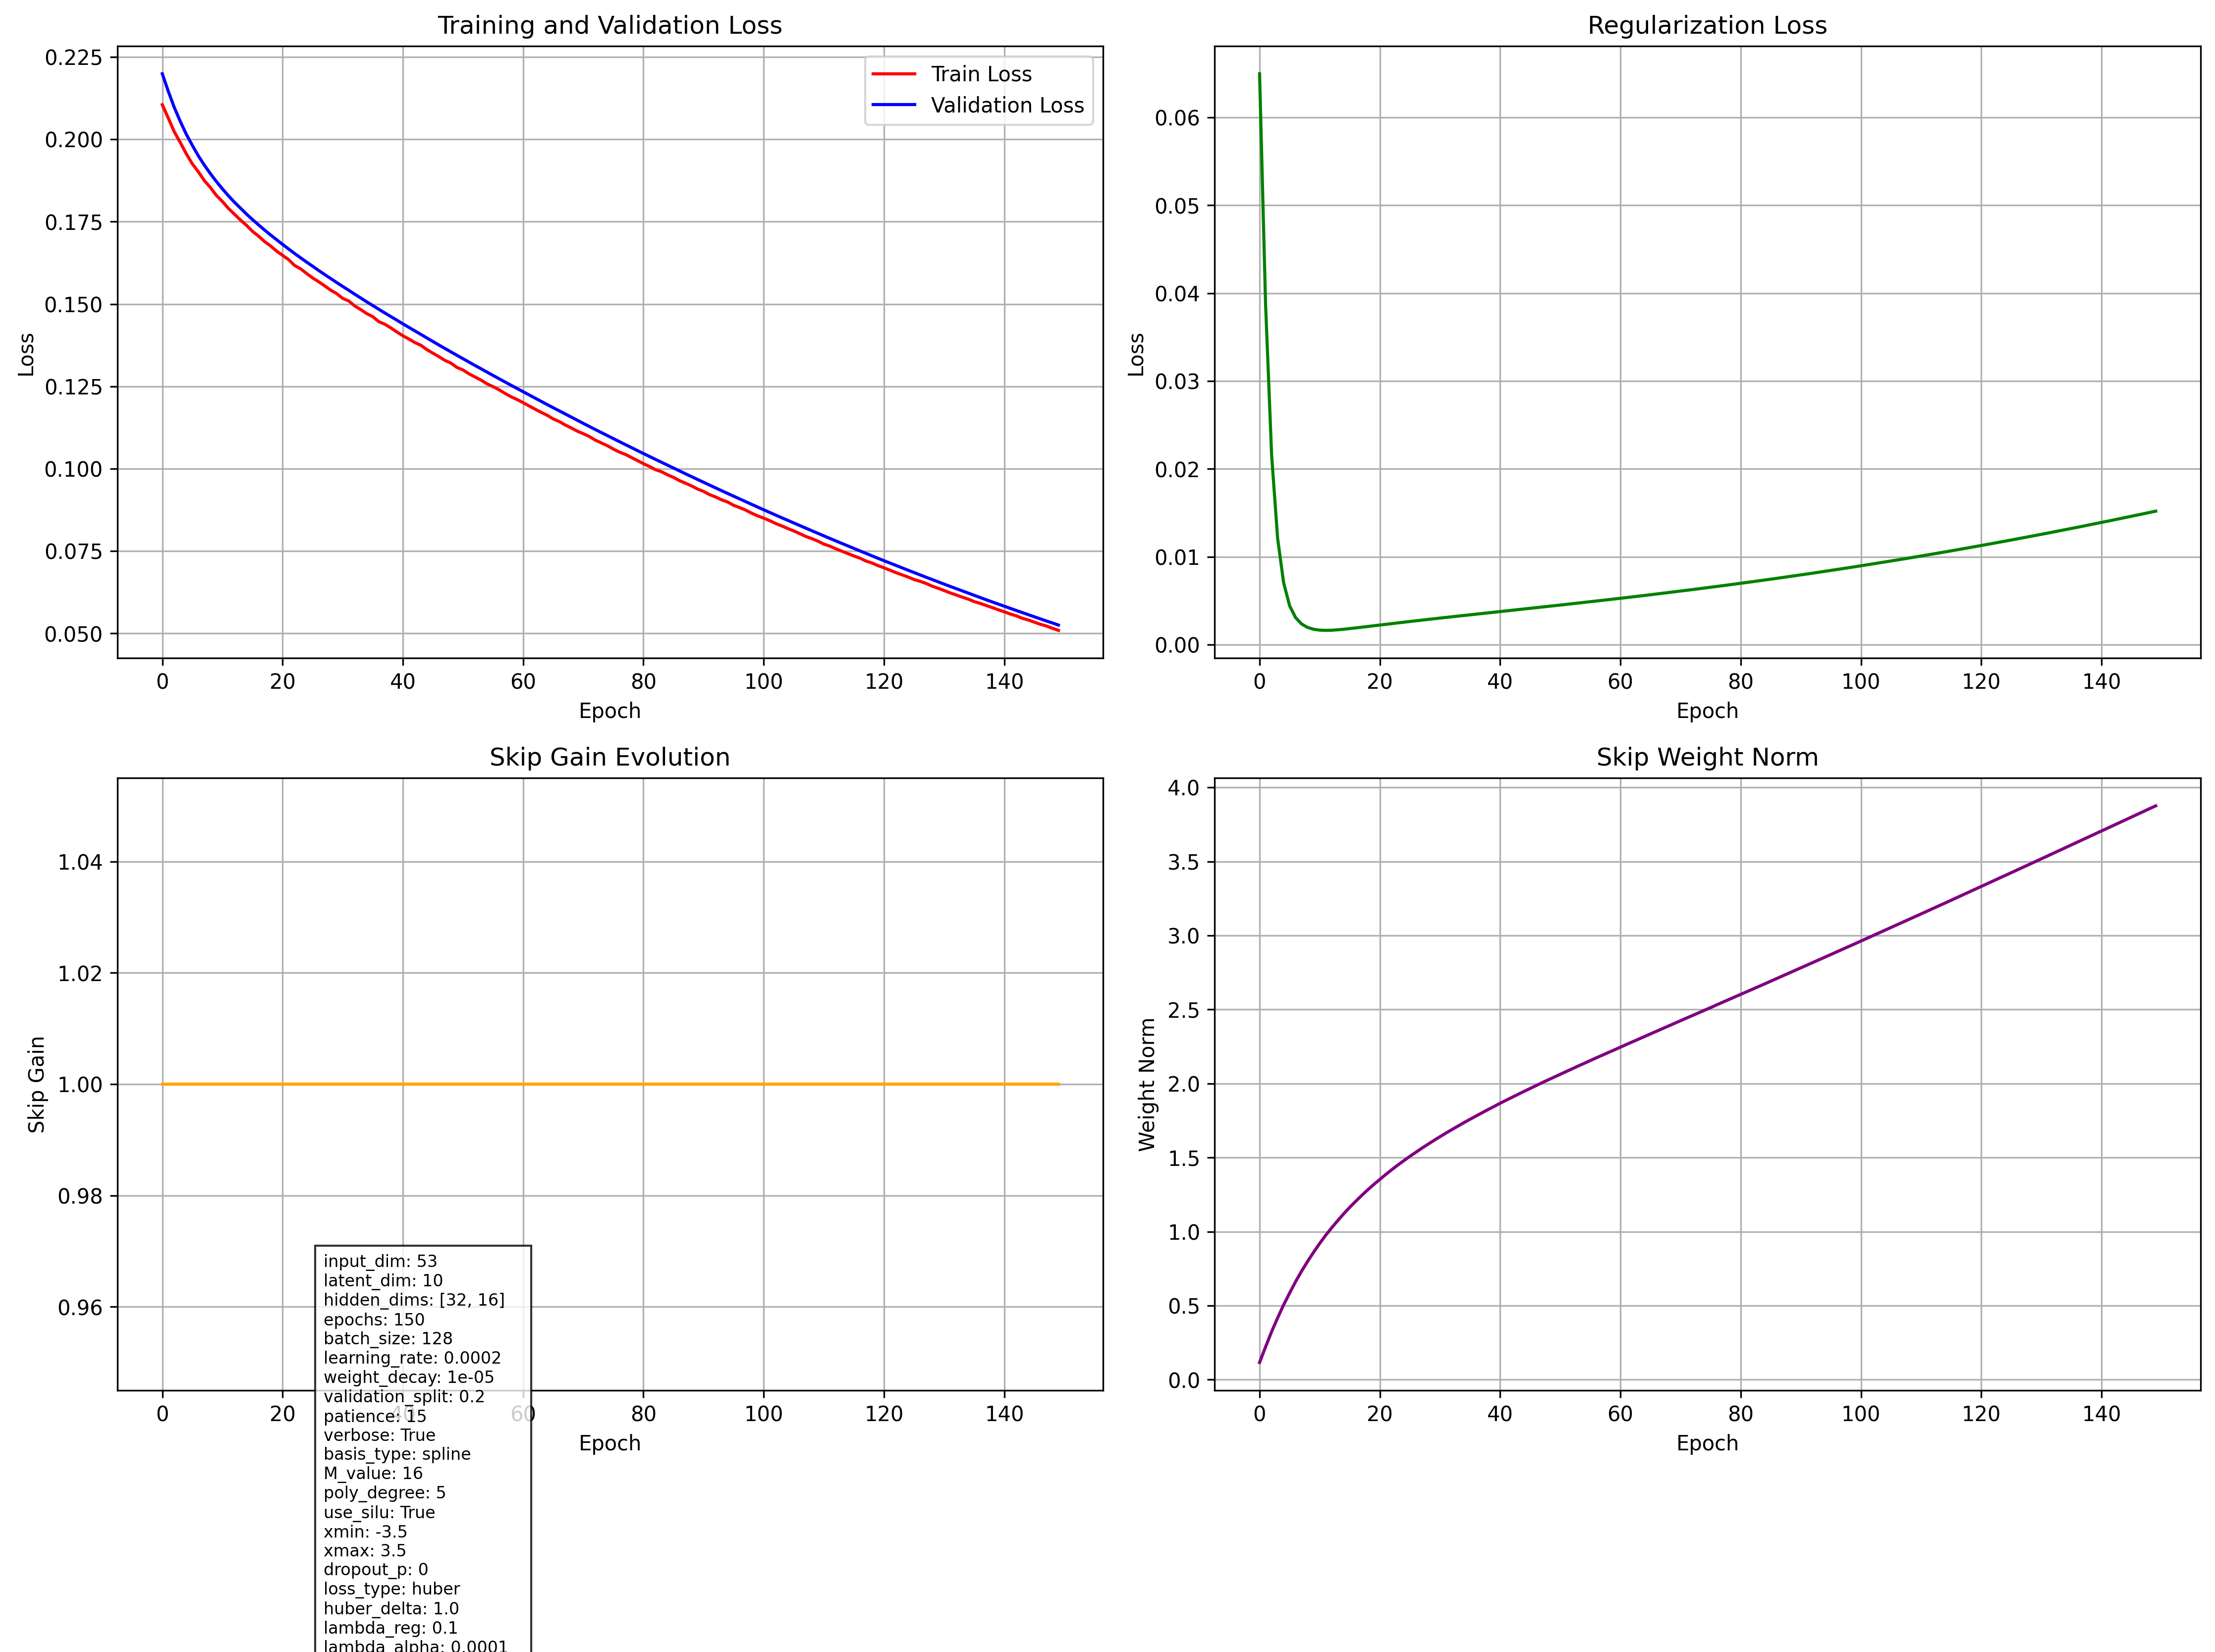 Training and Validation Loss
0.225
0.200
0.175
0.150
0.125
0.100
0.075
0.050
Loss
0
20
40
60
80
100
120
140
Epoch
Train Loss
Validation Loss
Regularization Loss
0.06
0.05
0.04
0.03
0.02
0.01
0.00
Loss
0
20
40
60
80
100
120
140
Epoch
Skip Gain Evolution
1.04
1.02
1.00
0.98
0.96
Skip Gain
0
20
40
60
80
100
120
140
Epoch
input_dim: 53
latent_dim: 10
hidden_dims: [32, 16]
epochs: 150
batch_size: 128
learning_rate: 0.0002
weight_decay: 1e-05
validation_split: 0.2
patience: 15
verbose: True
basis_type: spline
M_value: 16
poly_degree: 5
use_silu: True
xmin: -3.5
xmax: 3.5
dropout_p: 0
loss_type: huber
huber_delta: 1.0
lambda_reg: 0.1
lambda_alpha: 0.0001
Skip Weight Norm
4.0
3.5
3.0
2.5
2.0
1.5
1.0
0.5
0.0
Weight Norm
0
20
40
60
80
100
120
140
Epoch